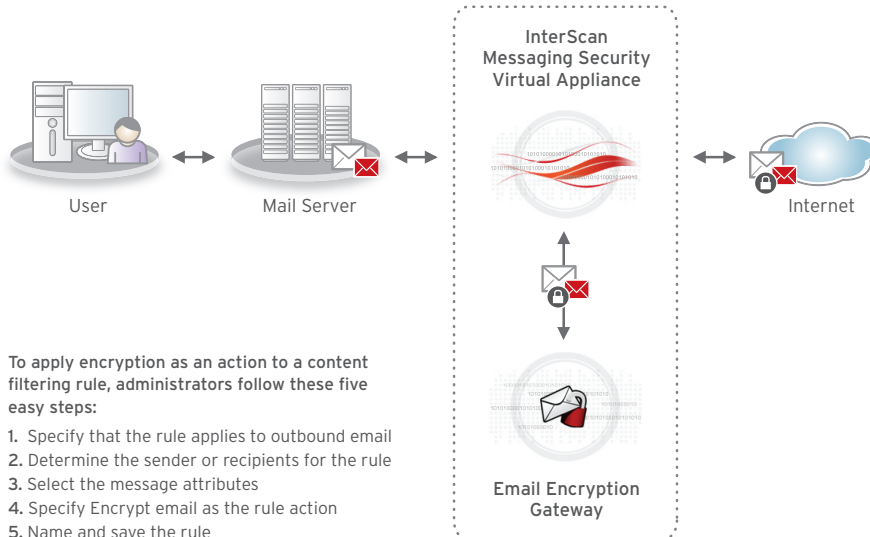 InterScan
Messaging Security
Virtual Appliance
User
Mail Server
Internet
To apply encryption as an action to a content
filtering rule, administrators follow these five
easy steps:
1. Specify that the rule applies to outbound email
2. Determine the sender or recipients for the rule
3. Select the message attributes
4. Specify Encrypt email as the rule action
5. Name and save the rule
Email Encryption
Gateway